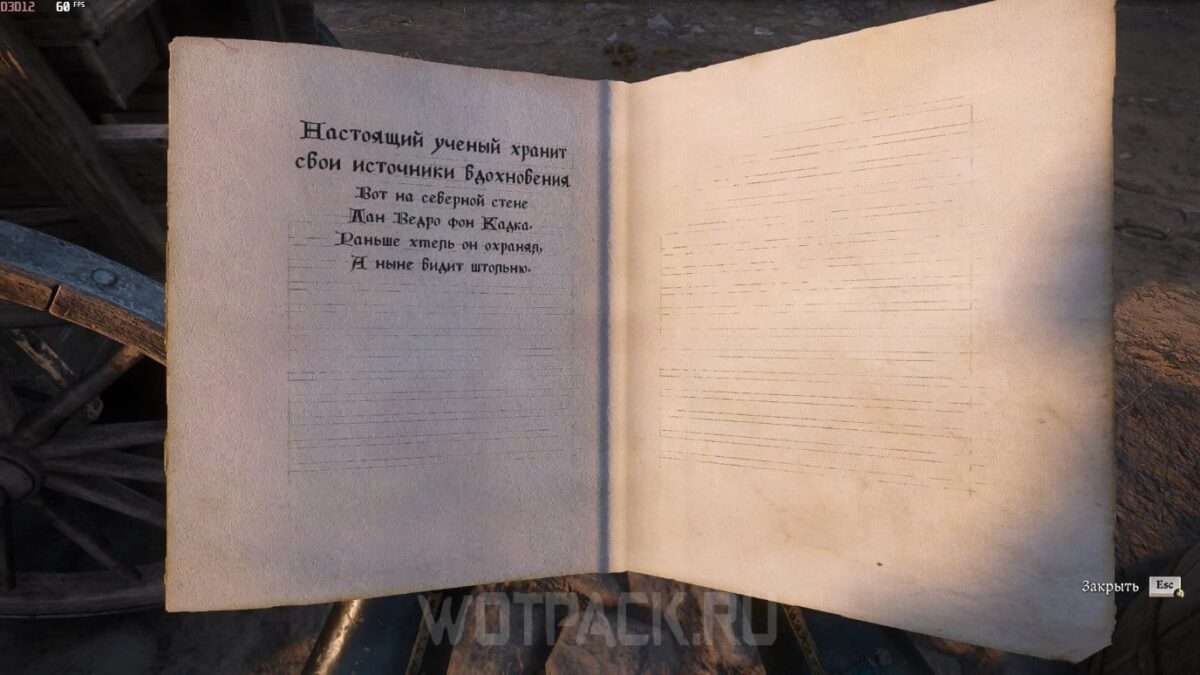 D3D12 60 FPS
Настоящий ученый хранит
свои источники вдохновения
Вот на северной стене
Пан Ведро фон Кадка.
Раньше хмель он охранял,
А ныне видит штольню.
Закрыть Esc
WOTPACK.RU